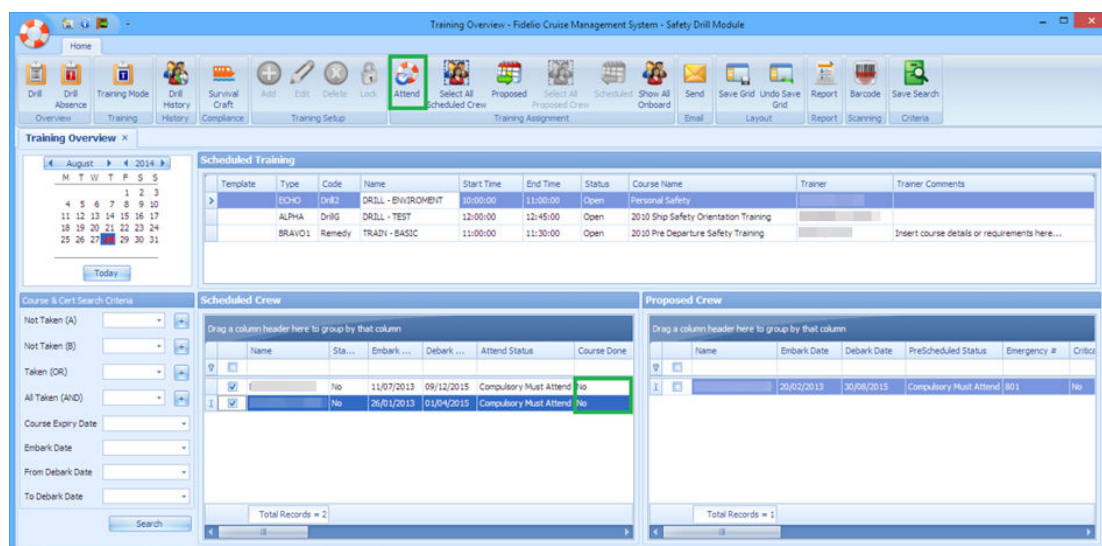 Training Overview - Fidelio Cruise Management System - Safety Drill Module
Home
Drill
Drill Absence
Training Mode
Drill History
Survival Craft
Add
Edit
Delete
Lock
Attend
Select All Scheduled Crew
Proposed
Select All Proposed Crew
Scheduled
Show All Onboard
Send
Save Grid
Undo Save Grid
Report
Barcode
Save Search
Overview
Training
History
Compliance
Training Setup
Training Assignment
Email
Layout
Report
Scanning
Criteria
Training Overview ×
August 2014
M T W T F S S
1 2 3
4 5 6 7 8 9 10
11 12 13 14 15 16 17
18 19 20 21 22 23 24
25 26 27 28 29 30 31
Today
Scheduled Training
Template Type Code Name Start Time End Time Status Course Name Trainer Trainer Comments
ECHO Drill2 DRILL - ENVIROMENT 10:00:00 11:00:00 Open Personal Safety
ALPHA DrillG DRILL - TEST 12:00:00 12:45:00 Open 2010 Ship Safety Orientation Training
BRAVO1 Remedy TRAIN - BASIC 11:00:00 11:30:00 Open 2010 Pre Departure Safety Training Insert course details or requirements here...
Course & Cert Search Criteria
Not Taken (A)
Not Taken (B)
Taken (OR)
All Taken (AND)
Course Expiry Date
Embark Date
From Debark Date
To Debark Date
Search
Scheduled Crew
Drag a column header here to group by that column
Name Sta... Embark ... Debark ... Attend Status Course Done
No 11/07/2013 09/12/2015 Compulsory Must Attend No
No 26/01/2013 01/04/2015 Compulsory Must Attend No
Total Records = 2
Proposed Crew
Drag a column header here to group by that column
Name Embark Date Debark Date PreScheduled Status Emergency # Critica
20/02/2013 30/08/2015 Compulsory Must Attend 801 No
Total Records = 1